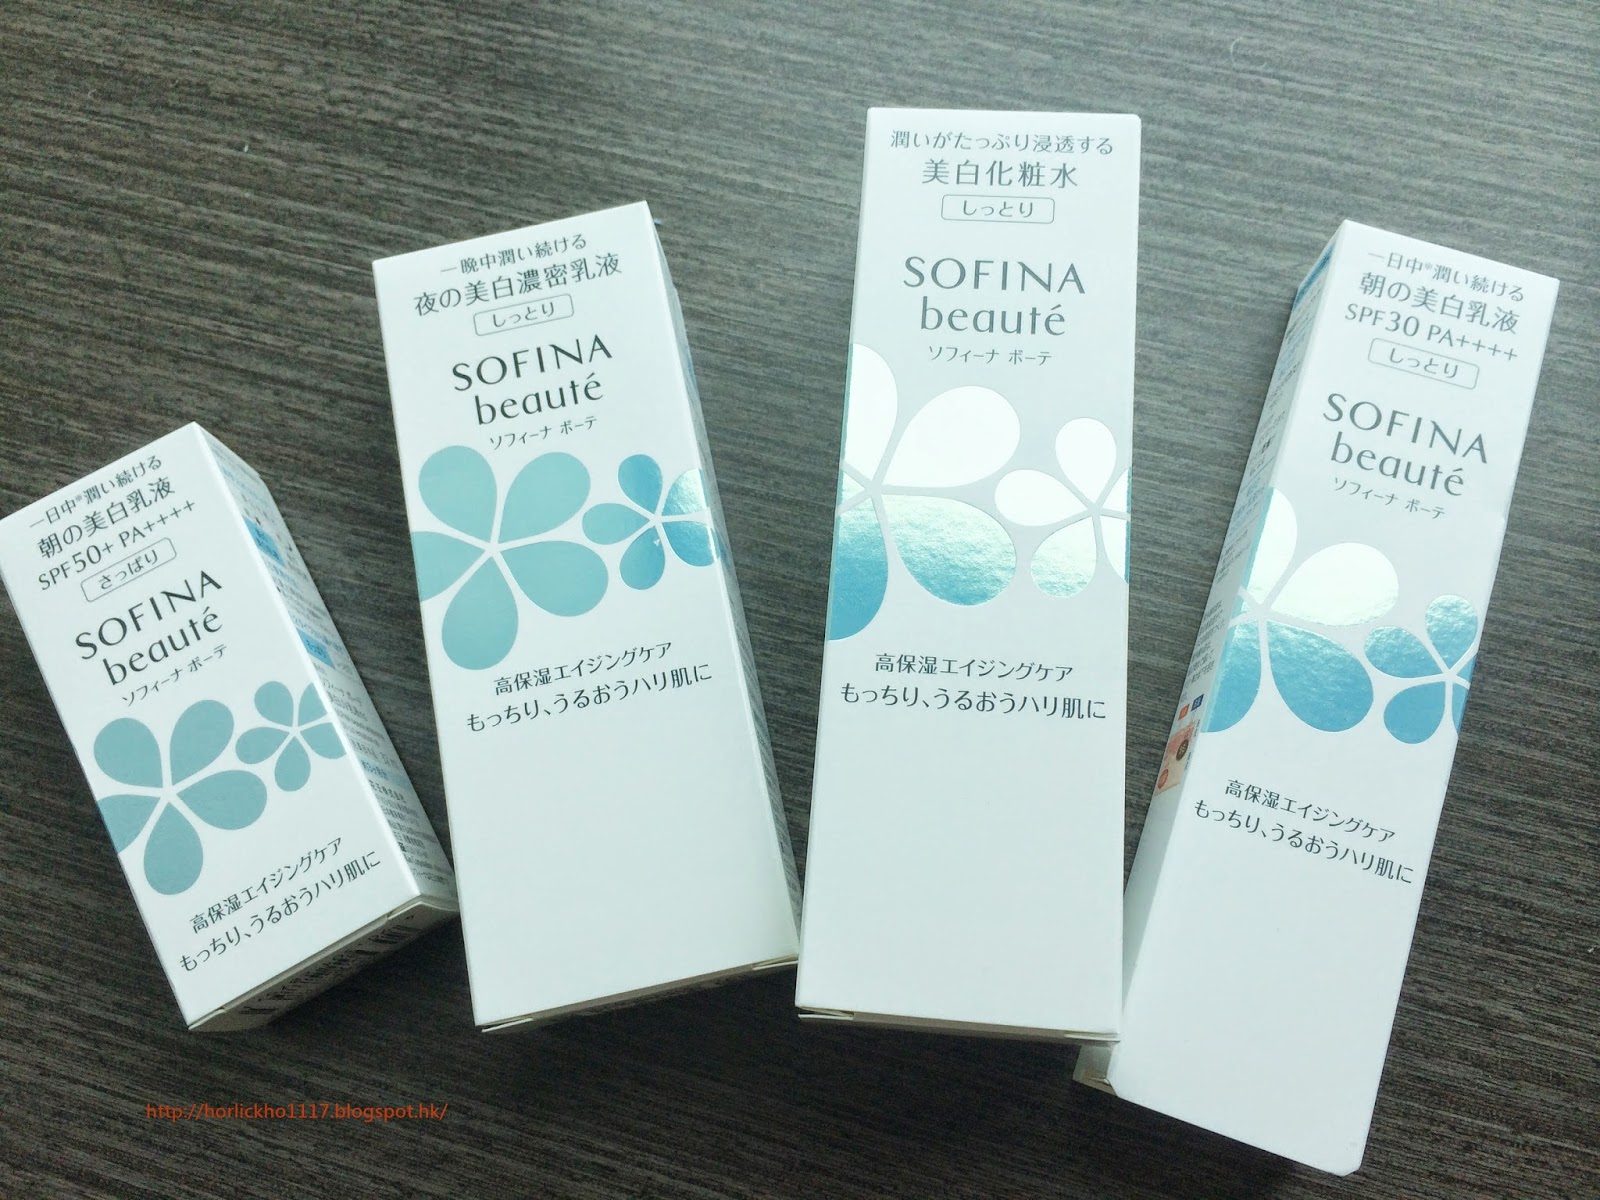 一日中※潤い続ける
朝の美白乳液
SPF50+ PA++++
さっぱり
SOFINA
beauté
ソフィーナ ボーテ
高保湿エイジングケア
もっちり、うるおうハリ肌に
一晩中潤い続ける
夜の美白濃密乳液
しっとり
SOFINA
beauté
ソフィーナ ボーテ
高保湿エイジングケア
もっちり、うるおうハリ肌に
潤いがたっぷり浸透する
美白化粧水
しっとり
SOFINA
beauté
ソフィーナ ボーテ
高保湿エイジングケア
もっちり、うるおうハリ肌に
一日中※潤い続ける
朝の美白乳液
SPF30 PA++++
しっとり
SOFINA
beauté
ソフィーナ ボーテ
高保湿エイジングケア
もっちり、うるおうハリ肌に
http://horlickho1117.blogspot.hk/